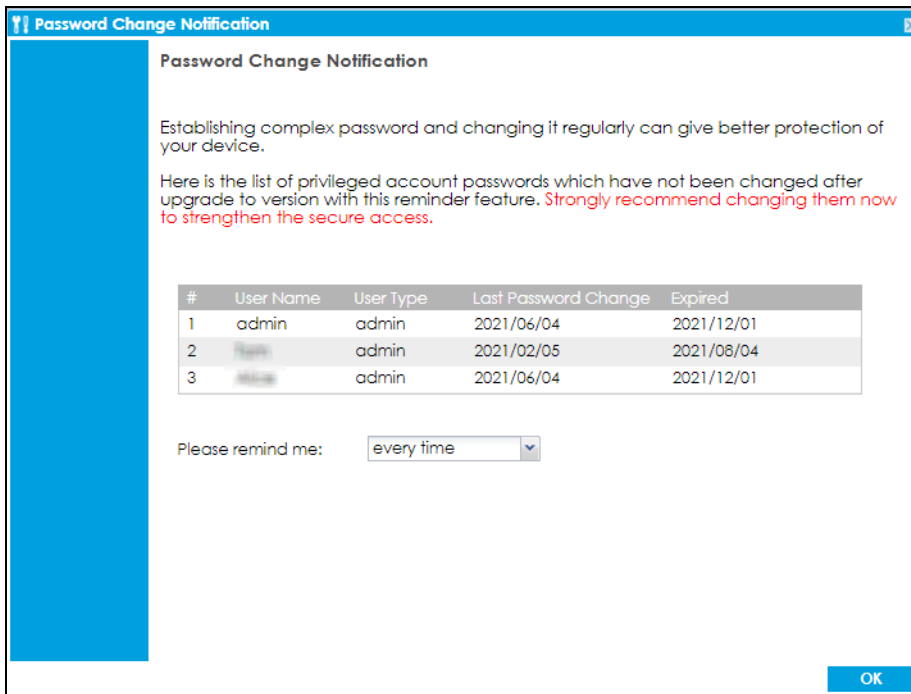 Password Change Notification
Password Change Notification
Establishing complex password and changing it regularly can give better protection of
your device.
Here is the list of privileged account passwords which have not been changed after
upgrade to version with this reminder feature. Strongly recommend changing them now
to strengthen the secure access.
# User Name User Type Last Password Change Expired
1 admin admin 2021/06/04 2021/12/01
2 admin 2021/02/05 2021/08/04
3 admin 2021/06/04 2021/12/01
Please remind me: every time
OK